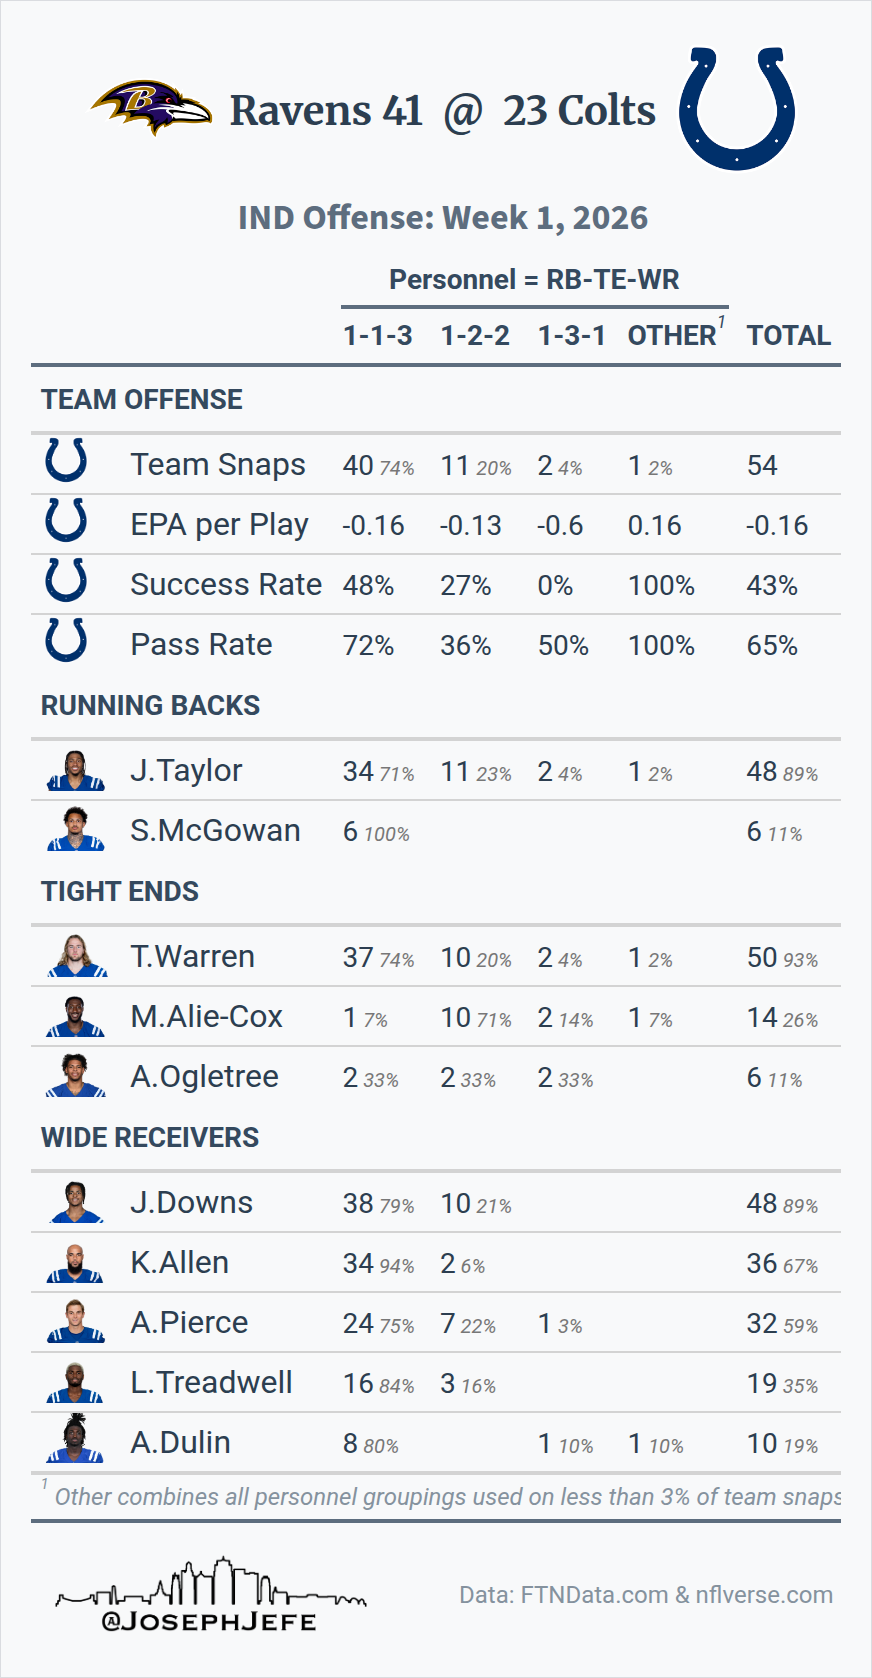 Ravens 41 @ 23 Colts
IND Offense: Week 1, 2026
Personnel = RB-TE-WR
1-1-3 1-2-2 1-3-1 OTHER1 TOTAL
TEAM OFFENSE
Team Snaps 40 74% 11 20% 2 4% 1 2% 54
EPA per Play -0.16 -0.13 -0.6 0.16 -0.16
Success Rate 48% 27% 0% 100% 43%
Pass Rate 72% 36% 50% 100% 65%
RUNNING BACKS
J.Taylor 34 71% 11 23% 2 4% 1 2% 48 89%
S.McGowan 6 100% 6 11%
TIGHT ENDS
T.Warren 37 74% 10 20% 2 4% 1 2% 50 93%
M.Alie-Cox 1 7% 10 71% 2 14% 1 7% 14 26%
A.Ogletree 2 33% 2 33% 2 33% 6 11%
WIDE RECEIVERS
J.Downs 38 79% 10 21% 48 89%
K.Allen 34 94% 2 6% 36 67%
A.Pierce 24 75% 7 22% 1 3% 32 59%
L.Treadwell 16 84% 3 16% 19 35%
A.Dulin 8 80% 1 10% 1 10% 10 19%
1 Other combines all personnel groupings used on less than 3% of team snaps
@JOSEPHJEFE
Data: FTNData.com & nflverse.com